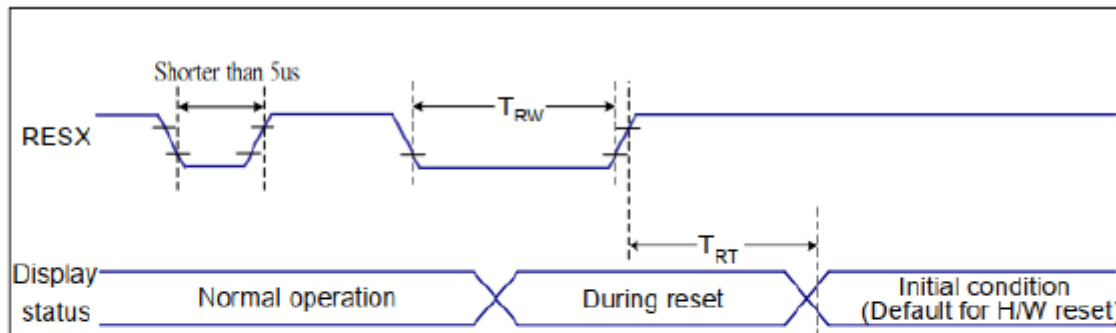 Shorter than 5us
RESX
TRW
TRT
Display
status
Normal operation
During reset
Initial condition
(Default for H/W reset)